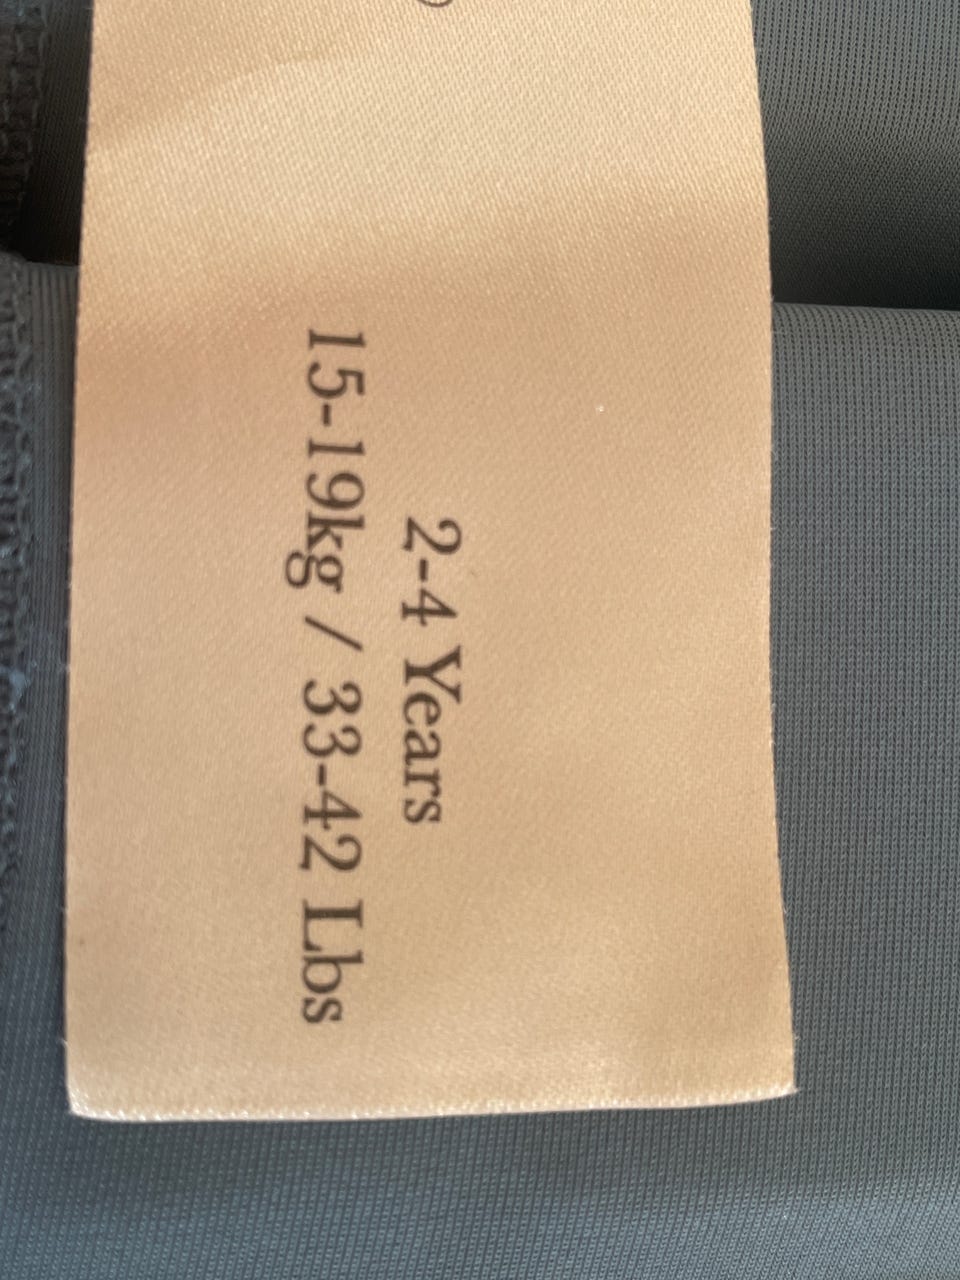 2-4 Years
15-19kg / 33-42 Lbs